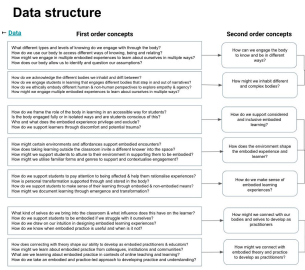 Data structure
← Data
First order concepts
Second order concepts
What different types and levels of knowing do we engage with through the body?
How do we use our body to access different ways of knowing, being and relating?
How might we engage in multiple embodied experiences to learn about ourselves in multiple ways?
How does our body allow us to identify and question our assumptions?
How can we engage the body
to know and be in different
ways?
How do we acknowledge the different bodies we inhabit and drift between?
How do we engage students in learning that engages different bodies that step in and out of narratives?
How do we ethically embody different human & non-human perspectives to inspire empathy & agency?
How do we engage multiple embodied experiences to learn about ourselves in multiple ways?
How might we inhabit different
and complex bodies?
How do we frame the role of the body in learning in an accessible way for students?
Is the body engaged fully or in isolated ways and are students conscious of this?
Who and what does the embodied experience privilege and exclude?
How do we support learners through discomfort and potential trauma?
How do we support considered
and inclusive embodied
learning?
How might certain environments and affordances support embodied encounters?
How does taking learning outside the classroom invite a different knower into the space?
How might we support students to attune to their environment in supporting them to be embodied?
How might we utilise familiar forms and gestures to support and contextualise engagement?
How does the environment shape
the embodied experience and
learner?
How do we support students to pay attention to being affected & help them rationalise experiences?
How is personal transformation supported through and stored in the body?
How do we support students to make sense of their learning through embodied & non-embodied means?
How might we document learning through emergence and transformation?
How do we make sense of
embodied learning
experiences?
What kind of selves do we bring into the classroom & what influence does this have on the learner?
How do we support students to be embodied if we struggle with it ourselves?
How do we draw on our intuition in designing embodied learning experiences?
How do we know when embodied practice is useful and when it is not?
How might we connect with our
bodies and selves to develop as
practitioners
How does connecting with theory shape our ability to develop as embodied practitioners & educators?
How might we learn about embodied practice from colleagues, institutions and communities?
What are we learning about embodied practice in contexts of online teaching and learning?
How do we take an embodied and practice led approach to developing practice and understanding?
How might we connect with
embodied theory and practice
to develop as practitioners?